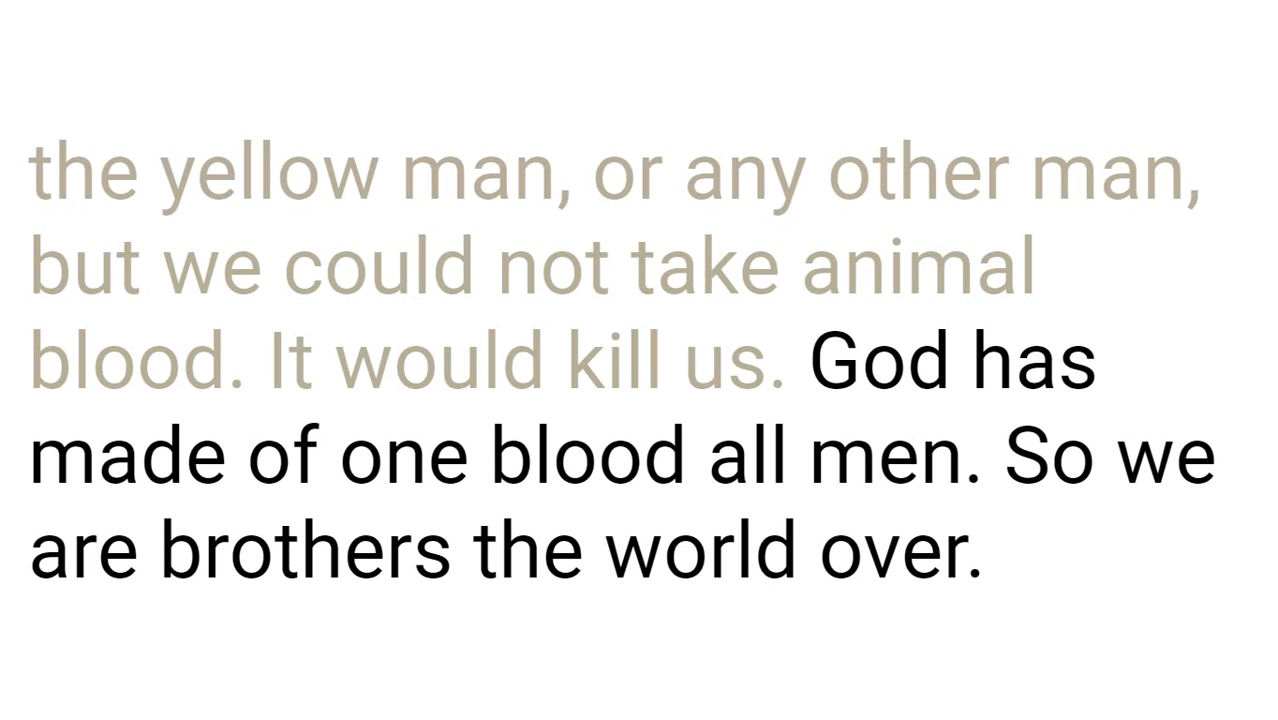 the yellow man, or any other man,
but we could not take animal
blood. It would kill us. God has
made of one blood all men. So we
are brothers the world over.